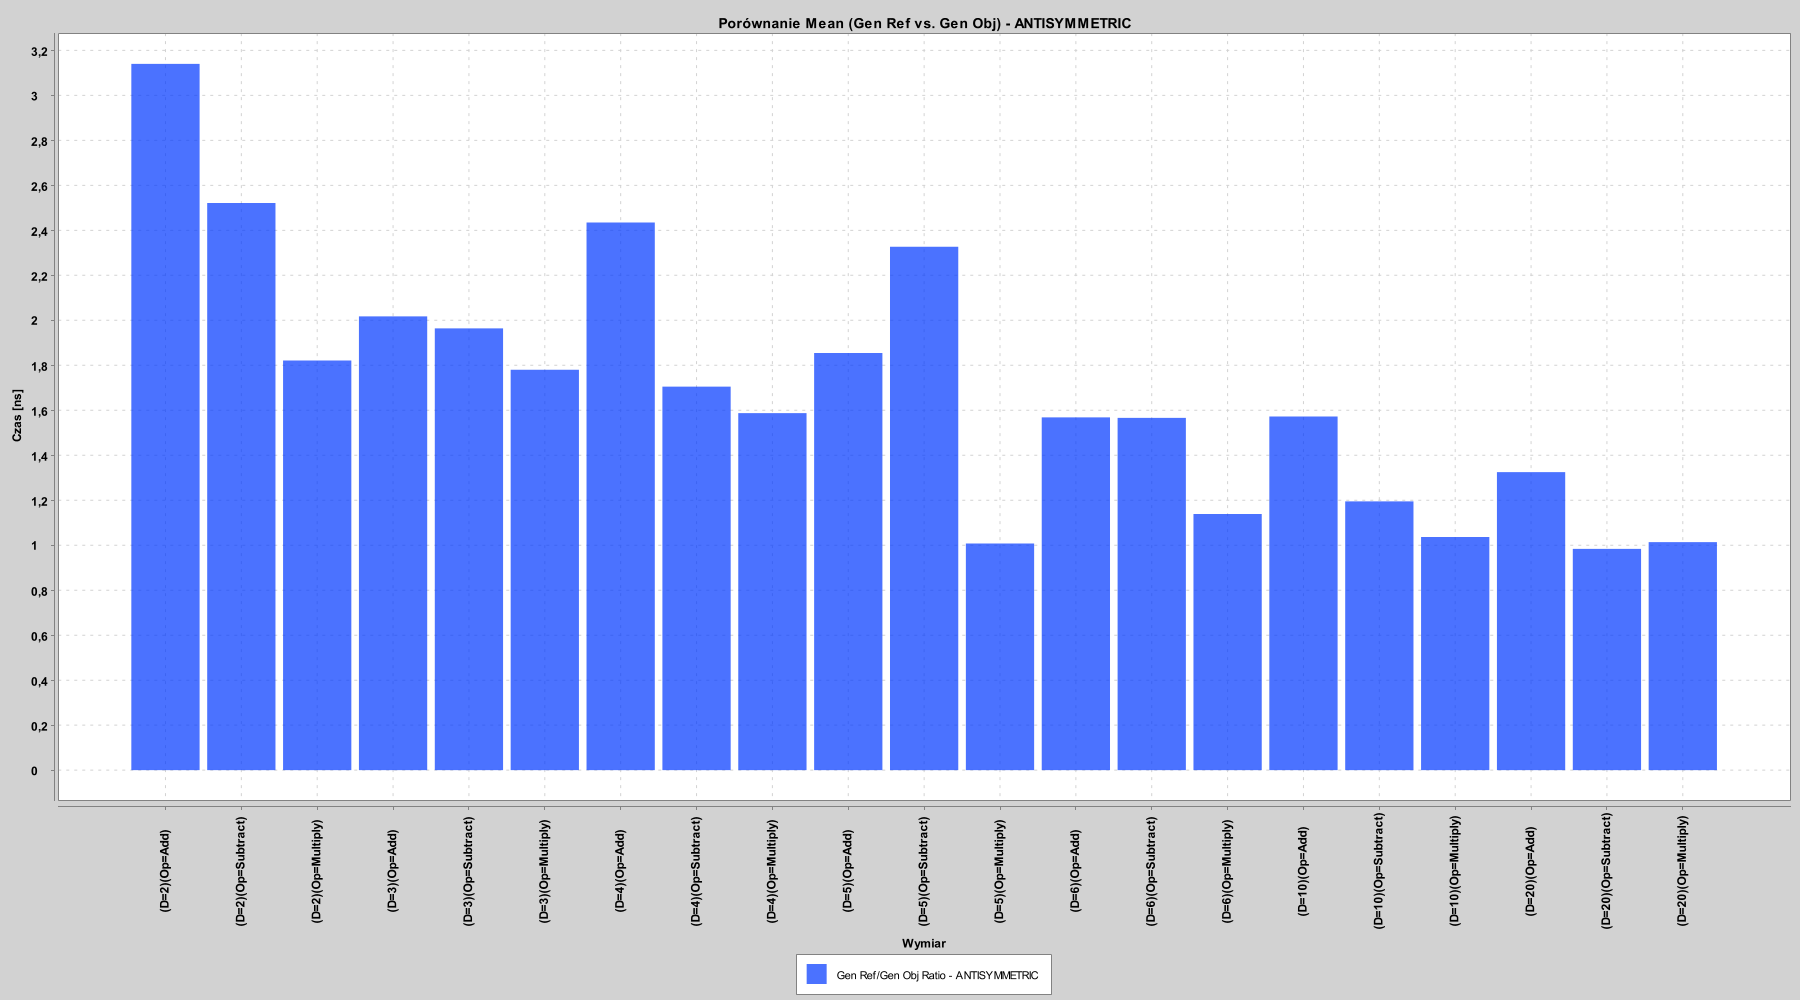 Porównanie Mean (Gen Ref vs. Gen Obj) - ANTISYMMETRIC
3,2
3
2,8
2,6
2,4
2,2
2
1,8
1,6
1,4
1,2
1
0,8
0,6
0,4
0,2
0
Czas [ns]
(D=2)(Op=Add)
(D=2)(Op=Subtract)
(D=2)(Op=Multiply)
(D=3)(Op=Add)
(D=3)(Op=Subtract)
(D=3)(Op=Multiply)
(D=4)(Op=Add)
(D=4)(Op=Subtract)
(D=4)(Op=Multiply)
(D=5)(Op=Add)
(D=5)(Op=Subtract)
(D=5)(Op=Multiply)
(D=6)(Op=Add)
(D=6)(Op=Subtract)
(D=6)(Op=Multiply)
(D=10)(Op=Add)
(D=10)(Op=Subtract)
(D=10)(Op=Multiply)
(D=20)(Op=Add)
(D=20)(Op=Subtract)
(D=20)(Op=Multiply)
Wymiar
Gen Ref/Gen Obj Ratio - ANTISYMMETRIC